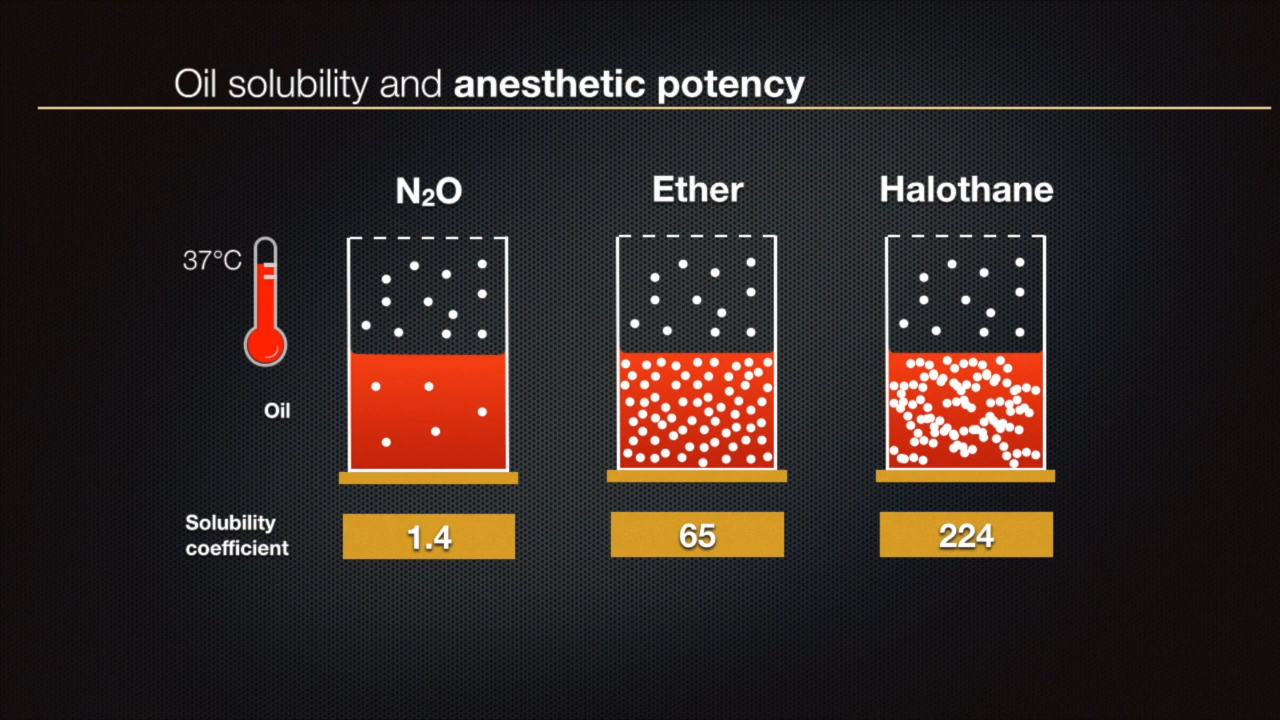 Oil solubility and anesthetic potency
N₂O
Ether
Halothane
37°C
Oil
Solubility
coefficient
1.4
65
224